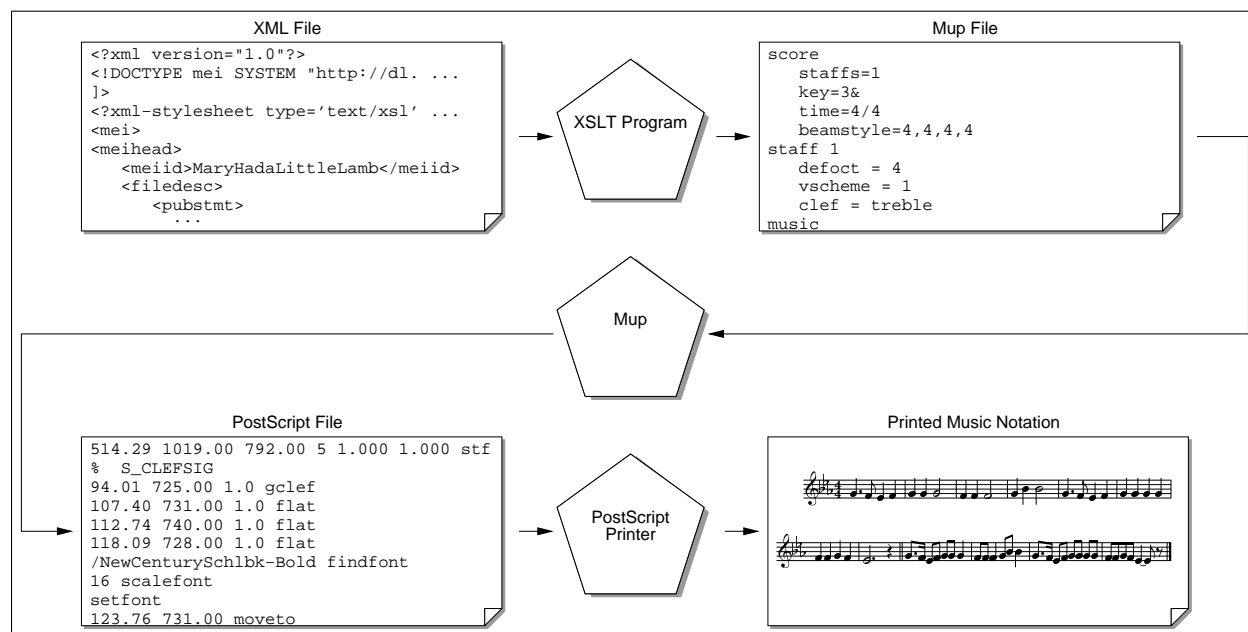 XML File
<?xml version="1.0"?>
<!DOCTYPE mei SYSTEM "http://dl. ...
]>
<?xml-stylesheet type='text/xsl' ...
<mei>
<meihead>
<meiid>MaryHadaLittleLamb</meiid>
<filedesc>
<pubstmt>
...
XSLT Program
Mup File
score
staffs=1
key=3&
time=4/4
beamstyle=4,4,4,4
staff 1
defoct = 4
vscheme = 1
clef = treble
music
Mup
PostScript File
514.29 1019.00 792.00 5 1.000 1.000 stf
% S_CLEFSIG
94.01 725.00 1.0 gclef
107.40 731.00 1.0 flat
112.74 740.00 1.0 flat
118.09 728.00 1.0 flat
/NewCenturySchlbk-Bold findfont
16 scalefont
setfont
123.76 731.00 moveto
PostScript
Printer
Printed Music Notation
4
4